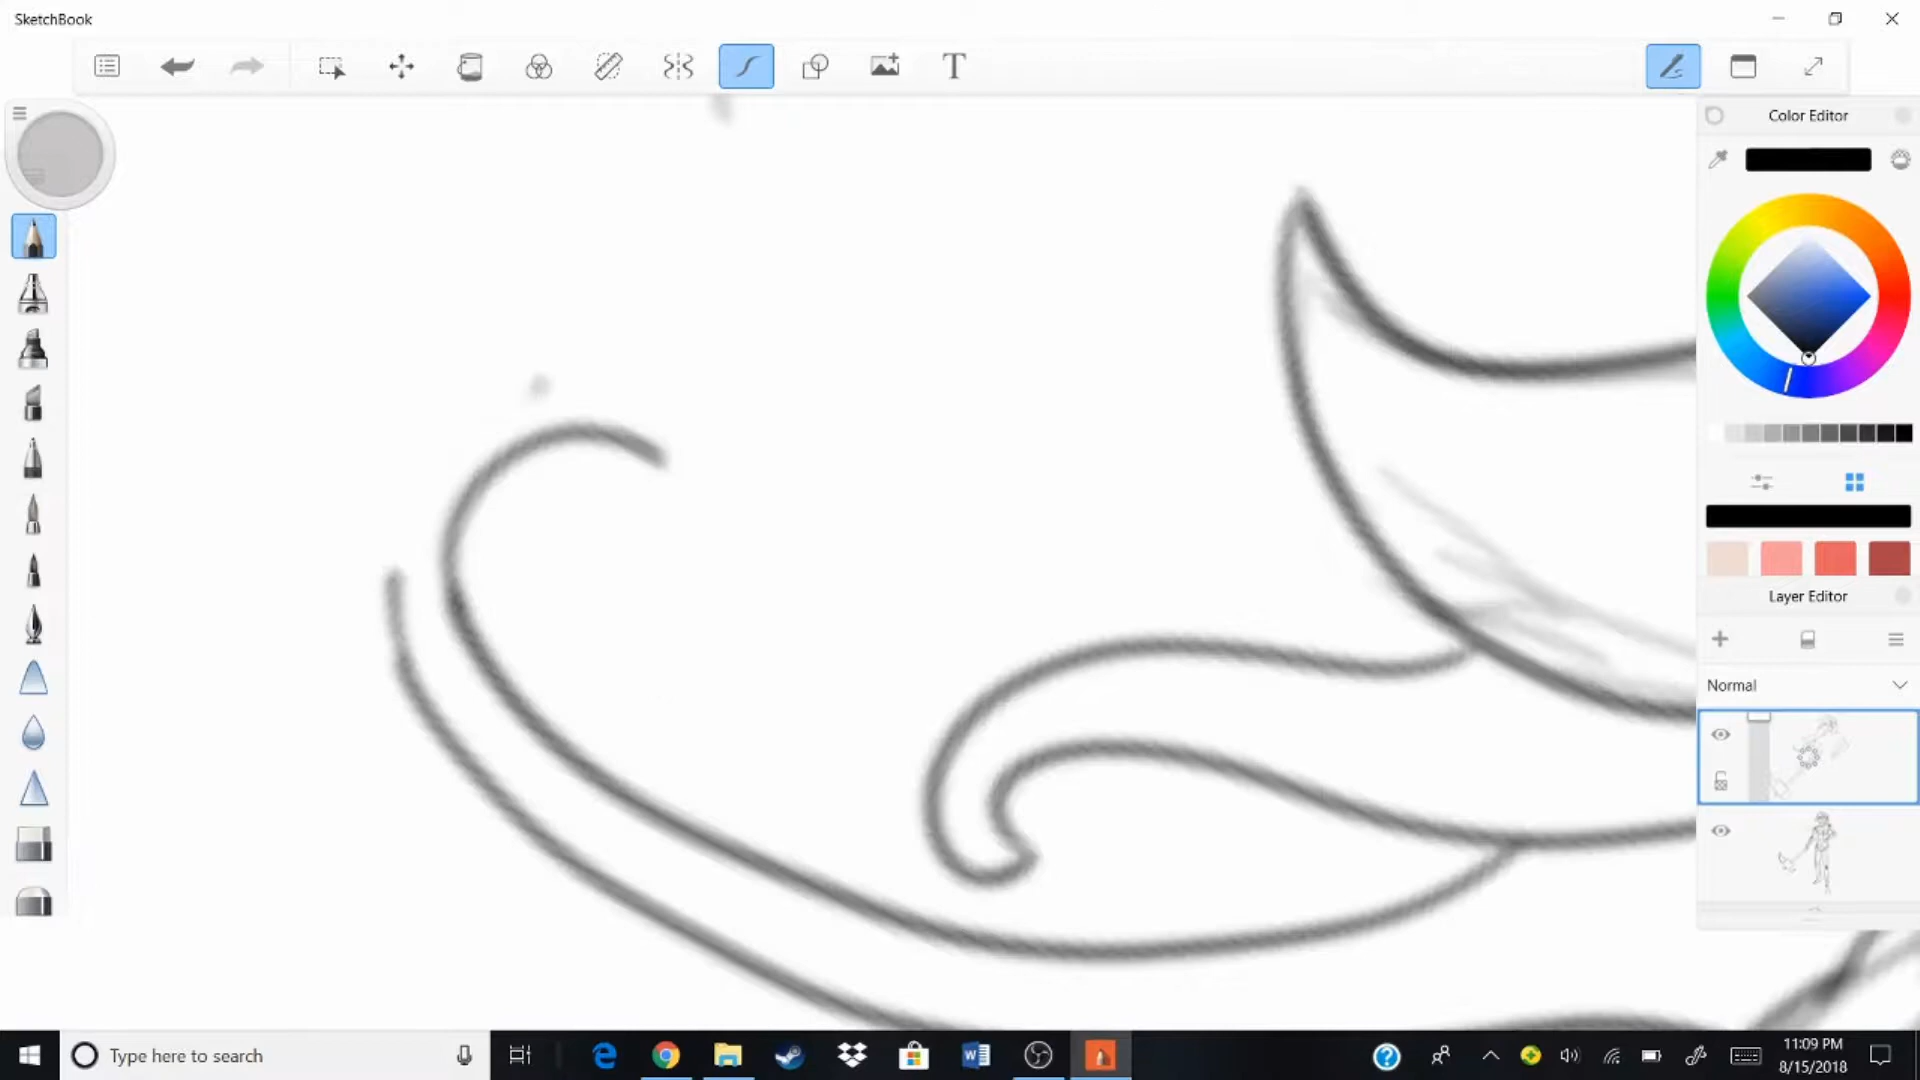 SketchBook
T
Color Editor
Layer Editor
Normal
Type here to search
11:09 PM
8/15/2018